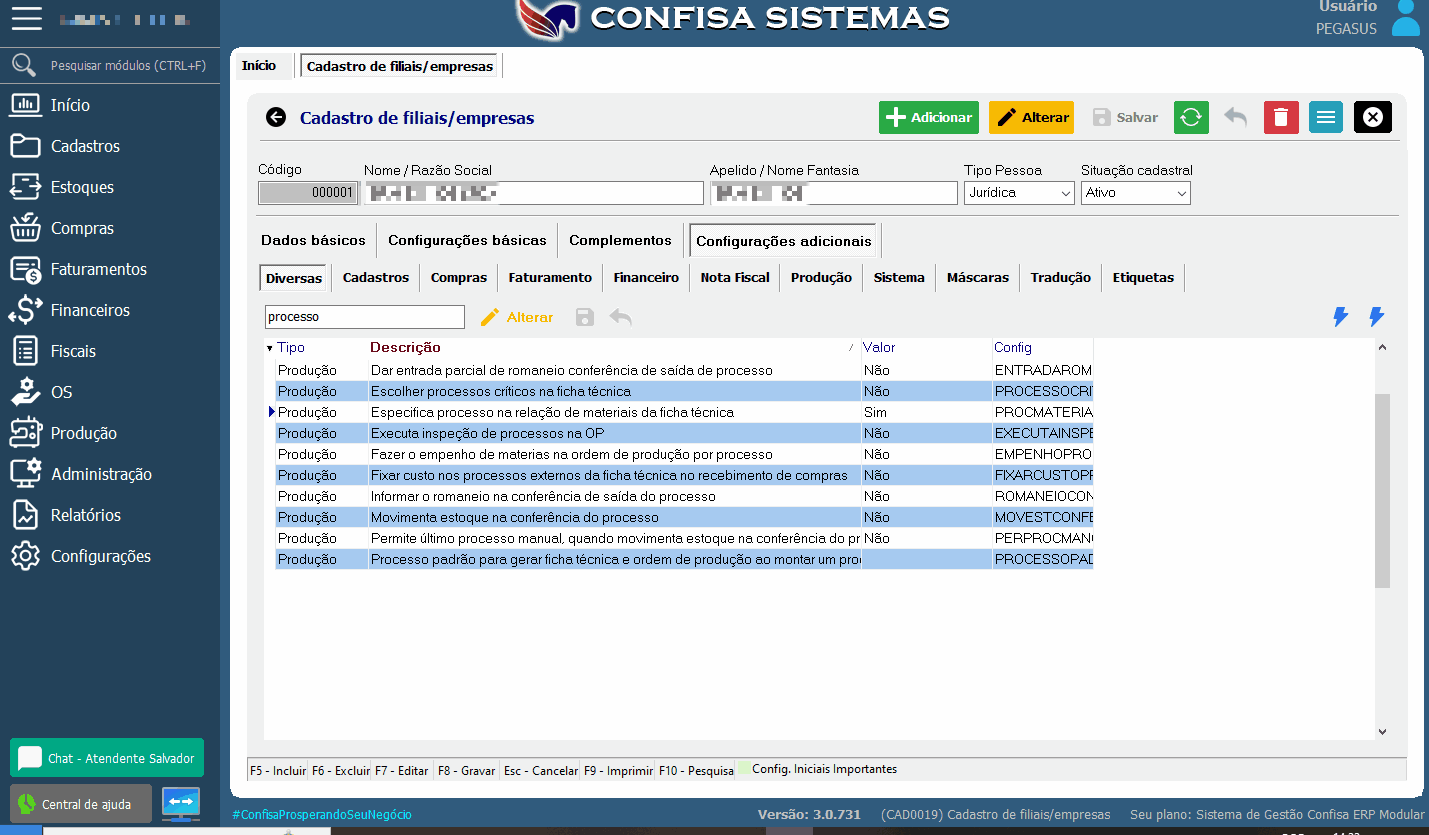 CONFISA SISTEMAS
Usuário
PEGASUS
Pesquisar módulos (CTRL+F)
Início
Cadastros
Estoques
Compras
Faturamentos
Financeiros
Fiscais
OS
Produção
Administração
Relatórios
Configurações
Chat - Atendente Salvador
Central de ajuda
Início Cadastro de filiais/empresas
Cadastro de filiais/empresas Adicionar Alterar Salvar
Código Nome / Razão Social Apelido / Nome Fantasia Tipo Pessoa Situação cadastral
000001 Jurídica Ativo
Dados básicos Configurações básicas Complementos Configurações adicionais
Diversas Cadastros Compras Faturamento Financeiro Nota Fiscal Produção Sistema Máscaras Tradução Etiquetas
processo Alterar
Tipo Descrição Valor Config
Produção Dar entrada parcial de romaneio conferência de saída de processo Não ENTRADAROM
Produção Escolher processos críticos na ficha técnica Não PROCESSOCRI
Produção Especifica processo na relação de materiais da ficha técnica Sim PROCMATERIA
Produção Executa inspeção de processos na OP Não EXECUTAINSPE
Produção Fazer o empenho de materias na ordem de produção por processo Não EMPENHOPRO
Produção Fixar custo nos processos externos da ficha técnica no recebimento de compras Não FIXARCUSTOPF
Produção Informar o romaneio na conferência de saída do processo Não ROMANEIOCON
Produção Movimenta estoque na conferência do processo Não MOVESTCONFE
Produção Permite último processo manual, quando movimenta estoque na conferência do pr Não PERPROCMAN
Produção Processo padrão para gerar ficha técnica e ordem de produção ao montar um pro PROCESSOPAD
F5 - Incluir F6 - Excluir F7 - Editar F8 - Gravar Esc - Cancelar F9 - Imprimir F10 - Pesquisa Config. Iniciais Importantes
#ConfisaProsperandoSeuNegócio Versão: 3.0.731 (CAD0019) Cadastro de filiais/empresas Seu plano: Sistema de Gestão Confisa ERP Modular